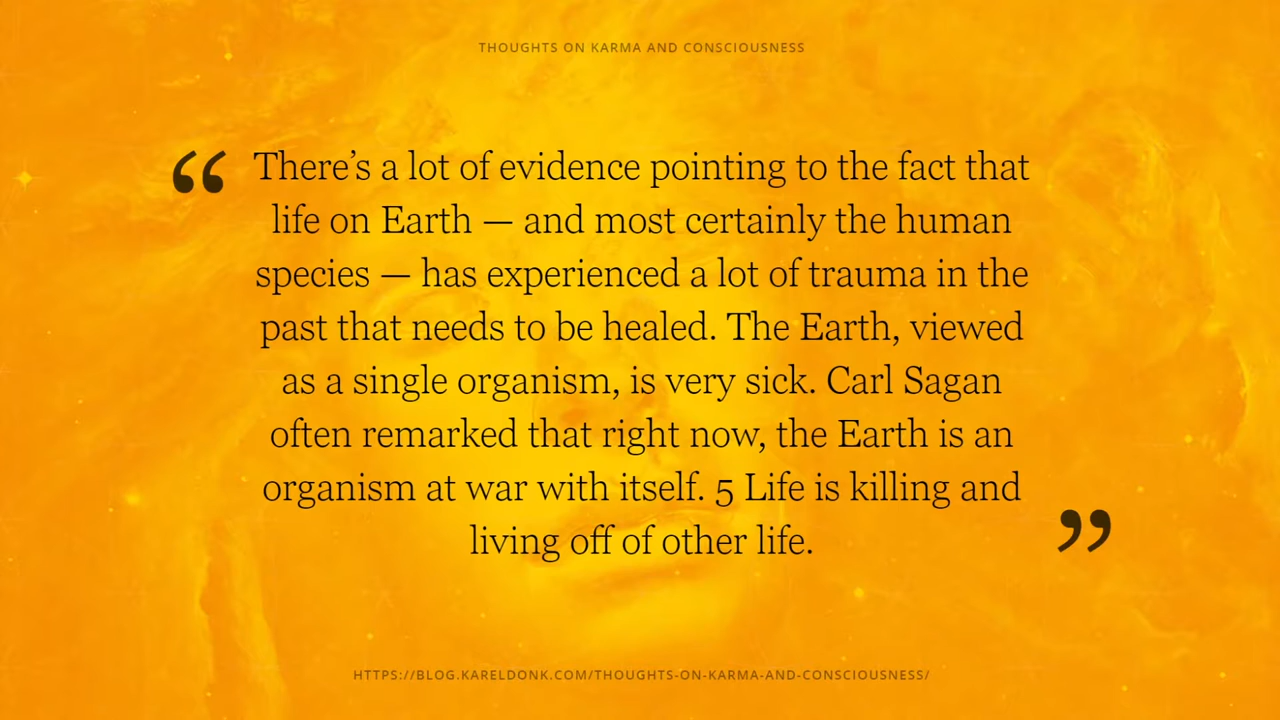 THOUGHTS ON KARMA AND CONSCIOUSNESS
“ There’s a lot of evidence pointing to the fact that
life on Earth — and most certainly the human
species — has experienced a lot of trauma in the
past that needs to be healed. The Earth, viewed
as a single organism, is very sick. Carl Sagan
often remarked that right now, the Earth is an
organism at war with itself. 5 Life is killing and
living off of other life. ”
HTTPS://BLOG.KARELDONK.COM/THOUGHTS-ON-KARMA-AND-CONSCIOUSNESS/